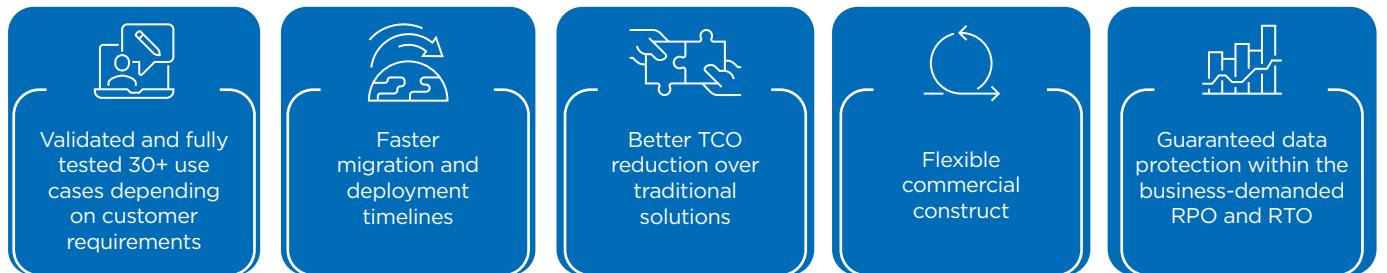 Validated and fully
tested 30+ use
cases depending
on customer
requirements
Faster
migration and
deployment
timelines
Better TCO
reduction over
traditional
solutions
Flexible
commercial
construct
Guaranteed data
protection within the
business-demanded
RPO and RTO